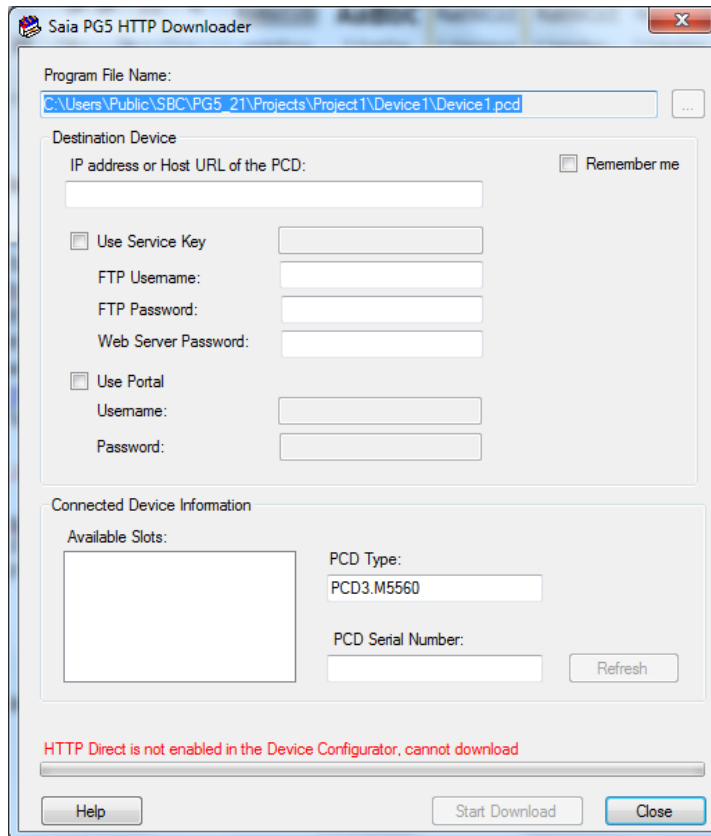 Saia PG5 HTTP Downloader
Program File Name:
C:\Users\Public\SBC\PG5_21\Projects\Project1\Device1\Device1.pcd
...
Destination Device
IP address or Host URL of the PCD:
Remember me
Use Service Key
FTP Username:
FTP Password:
Web Server Password:
Use Portal
Username:
Password:
Connected Device Information
Available Slots:
PCD Type:
PCD3.M5560
PCD Serial Number:
Refresh
HTTP Direct is not enabled in the Device Configurator, cannot download
Help
Start Download
Close